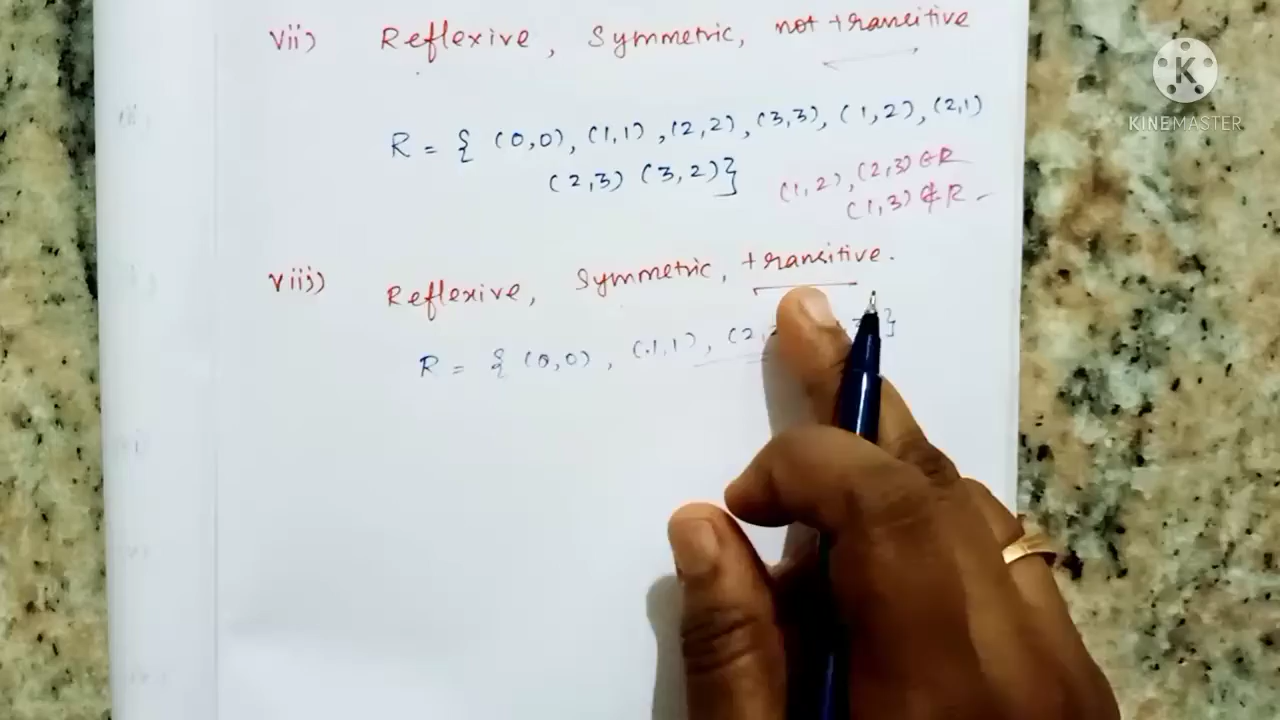 vii) Reflexive, Symmetric, not transitive
R = { (0,0), (1,1), (2,2), (3,3), (1,2), (2,1)
(2,3) (3,2)}
(1,2), (2,3) ∈ R
(1,3) ∉ R
viii) Reflexive, Symmetric, transitive.
R = { (0,0), (1,1), (2, }
K
KINEMASTER